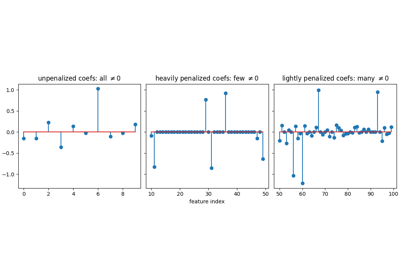 unpenalized coefs: all ≠0
heavily penalized coefs: few ≠0
lightly penalized coefs: many ≠0
1.0
0.5
0.0
−0.5
−1.0
0 2 4 6 8
10 20 30 40 50
50 60 70 80 90 100
feature index